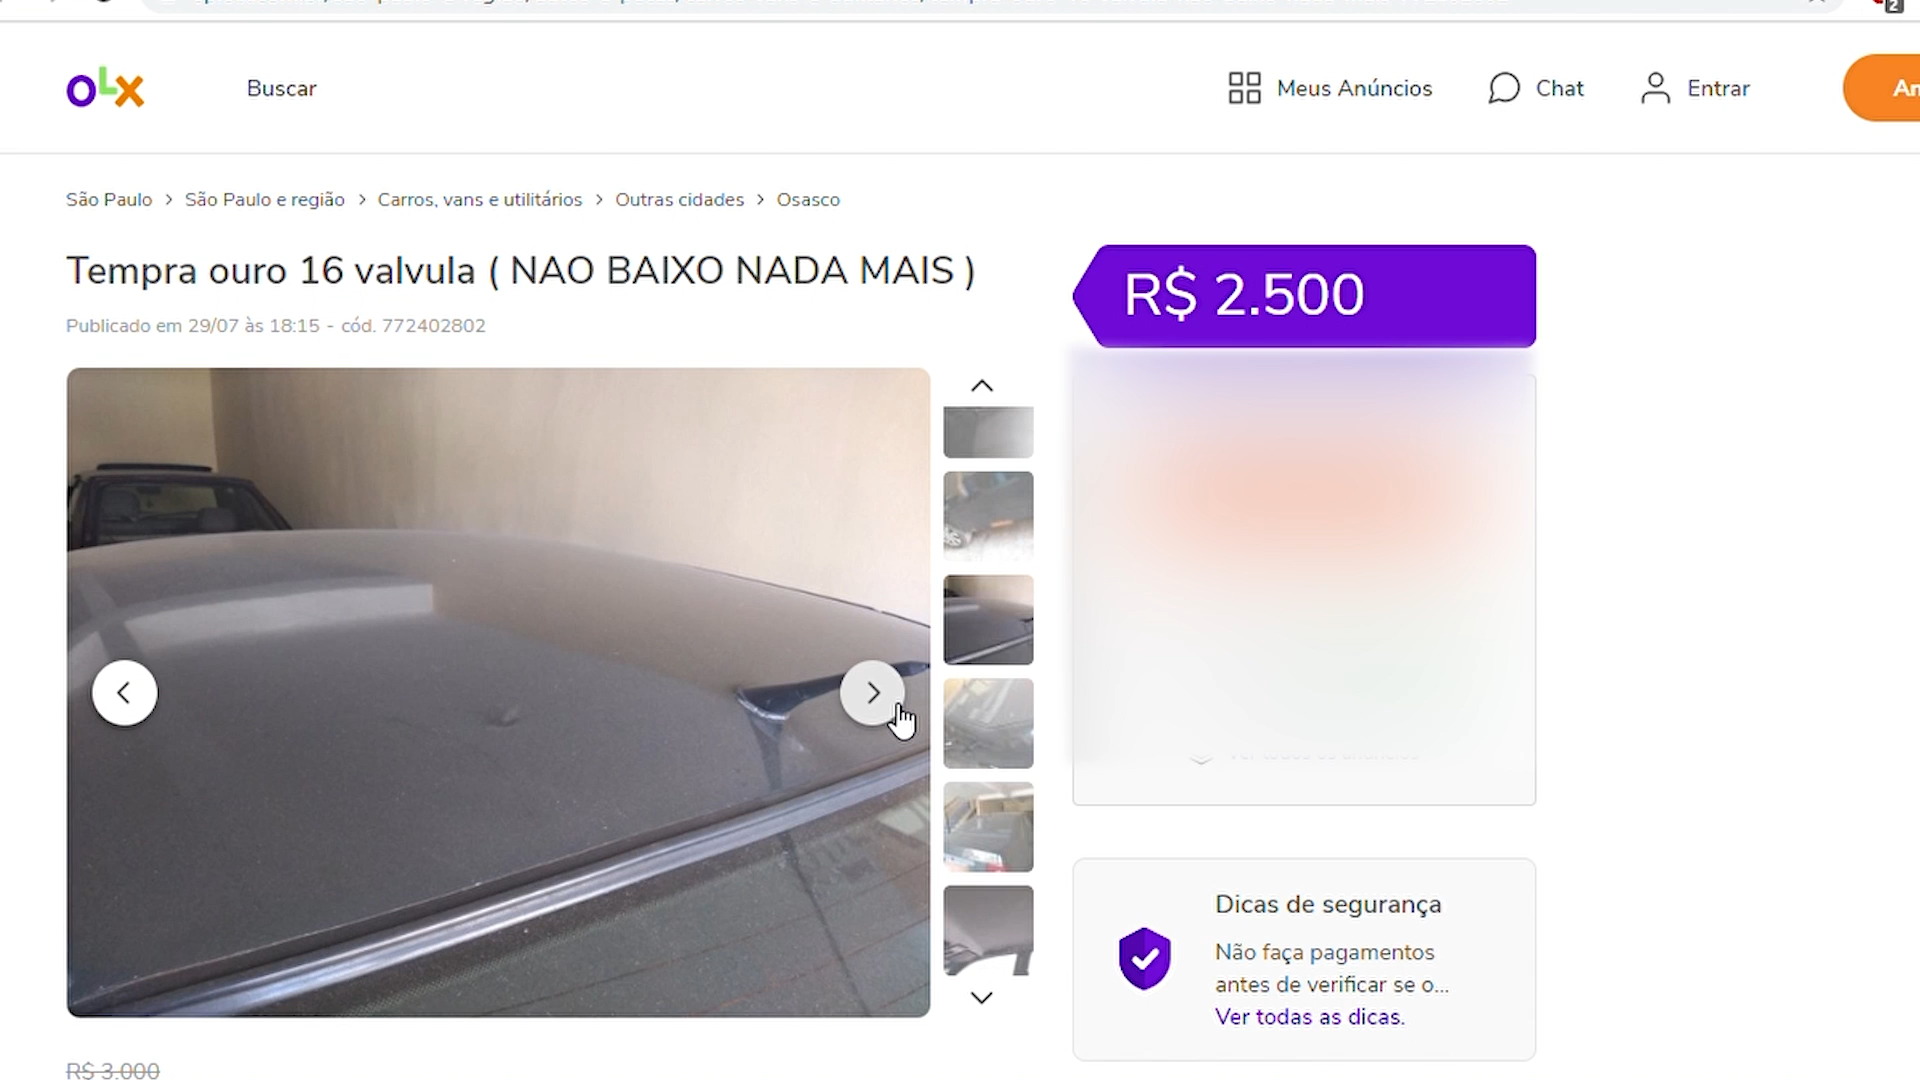 2
OLX
Buscar
Meus Anúncios
Chat
Entrar
An
São Paulo > São Paulo e região > Carros, vans e utilitários > Outras cidades > Osasco
Tempra ouro 16 valvula ( NAO BAIXO NADA MAIS )
Publicado em 29/07 às 18:15 - cód. 772402802
R$ 2.500
Dicas de segurança
Não faça pagamentos
antes de verificar se o...
Ver todas as dicas.
R$ 3.000